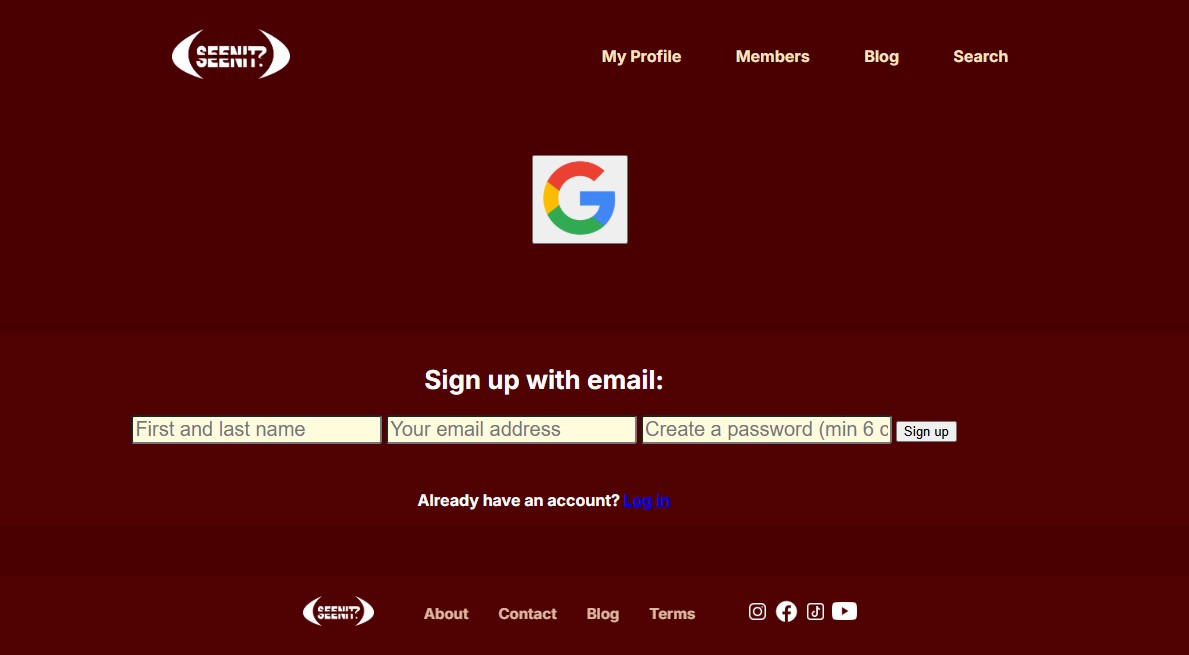 SEENIT?
My Profile Members Blog Search
Sign up with email:
First and last name Your email address Create a password (min 6 c Sign up
Already have an account? Log in
SEENIT? About Contact Blog Terms